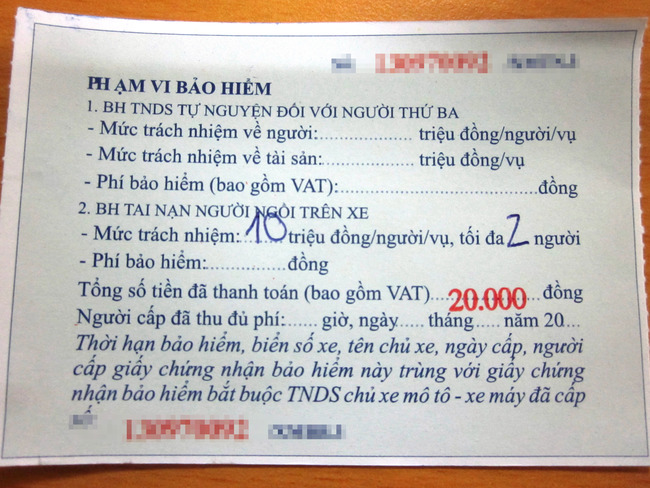 PHẠM VI BẢO HIỂM
1. BH TNDS TỰ NGUYỆN ĐỐI VỚI NGƯỜI THỨ BA
- Mức trách nhiệm về người:................ triệu đồng/người/vụ
- Mức trách nhiệm về tài sản:............... triệu đồng/vụ
- Phí bảo hiểm (bao gồm VAT):.................................đồng
2. BH TAI NẠN NGƯỜI NGỒI TRÊN XE
- Mức trách nhiệm: 10 triệu đồng/người/vụ, tối đa 2 người
- Phí bảo hiểm:..............đồng
Tổng số tiền đã thanh toán (bao gồm VAT)...20.000... đồng
Người cấp đã thu đủ phí:...... giờ, ngày...... tháng...... năm 20....
Thời hạn bảo hiểm, biển số xe, tên chủ xe, ngày cấp, người
cấp giấy chứng nhận bảo hiểm này trùng với giấy chứng
nhận bảo hiểm bắt buộc TNDS chủ xe mô tô - xe máy đã cấp